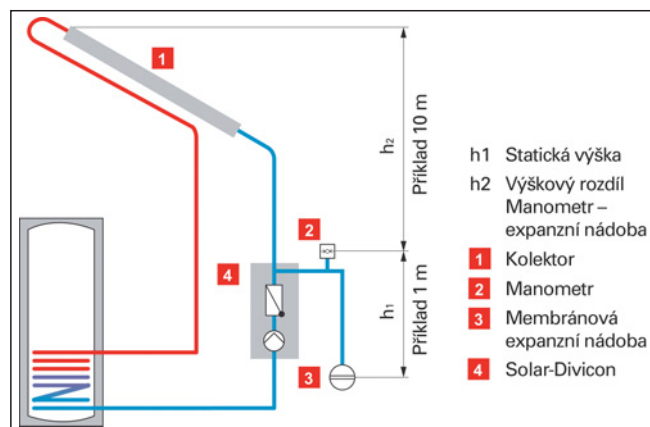 1
h2
Příklad 10 m
2
4
h1
Příklad 1 m
3
h1 Statická výška
h2 Výškový rozdíl
Manometr –
expanzní nádoba
1 Kolektor
2 Manometr
3 Membránová
expanzní nádoba
4 Solar-Divicon